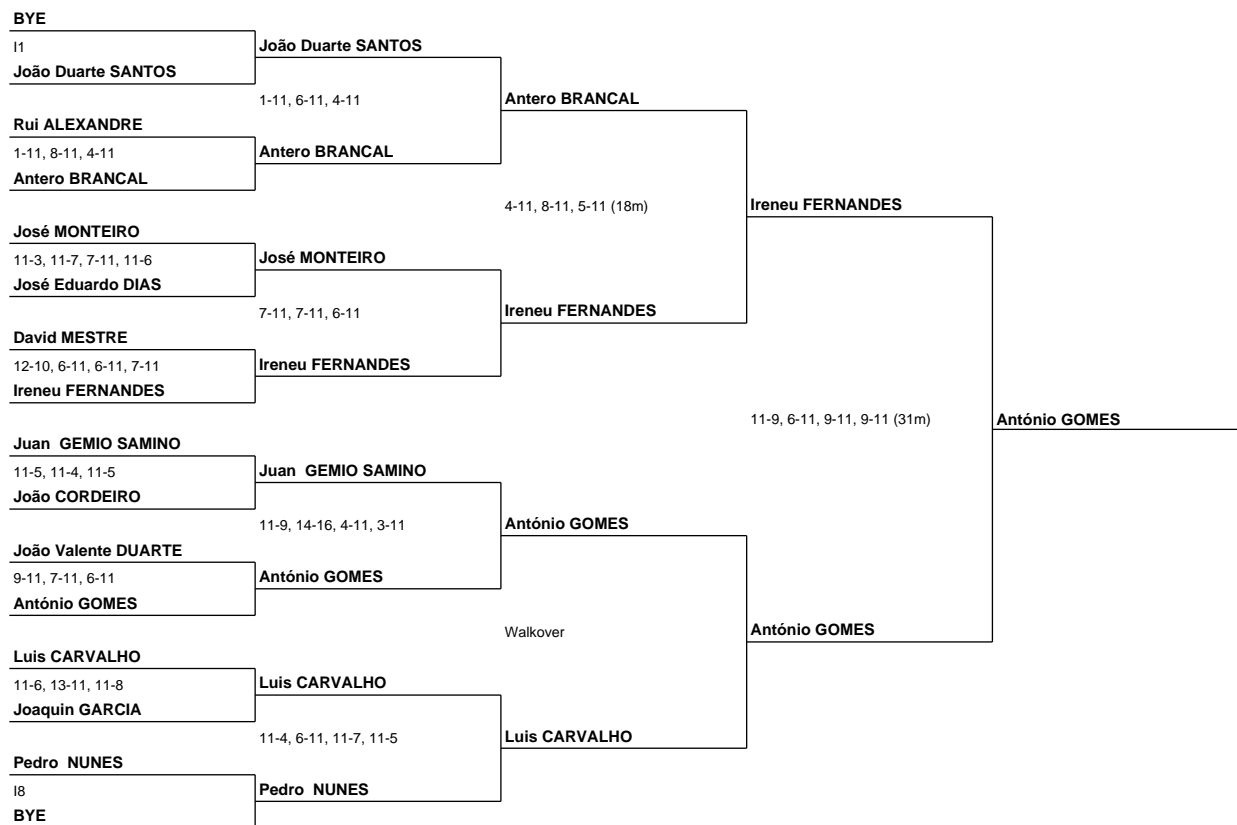 BYE
I1
João Duarte SANTOS
João Duarte SANTOS
1-11, 6-11, 4-11
Antero BRANCAL
Rui ALEXANDRE
1-11, 8-11, 4-11
Antero BRANCAL
Antero BRANCAL
4-11, 8-11, 5-11 (18m)
Ireneu FERNANDES
José MONTEIRO
11-3, 11-7, 7-11, 11-6
José MONTEIRO
José Eduardo DIAS
7-11, 7-11, 6-11
Ireneu FERNANDES
David MESTRE
12-10, 6-11, 6-11, 7-11
Ireneu FERNANDES
Ireneu FERNANDES
11-9, 6-11, 9-11, 9-11 (31m)
António GOMES
Juan  GEMIO SAMINO
11-5, 11-4, 11-5
Juan  GEMIO SAMINO
João CORDEIRO
11-9, 14-16, 4-11, 3-11
António GOMES
João Valente DUARTE
9-11, 7-11, 6-11
António GOMES
António GOMES
Walkover
António GOMES
Luis CARVALHO
11-6, 13-11, 11-8
Luis CARVALHO
Joaquin GARCIA
11-4, 6-11, 11-7, 11-5
Luis CARVALHO
Pedro  NUNES
I8
Pedro  NUNES
BYE